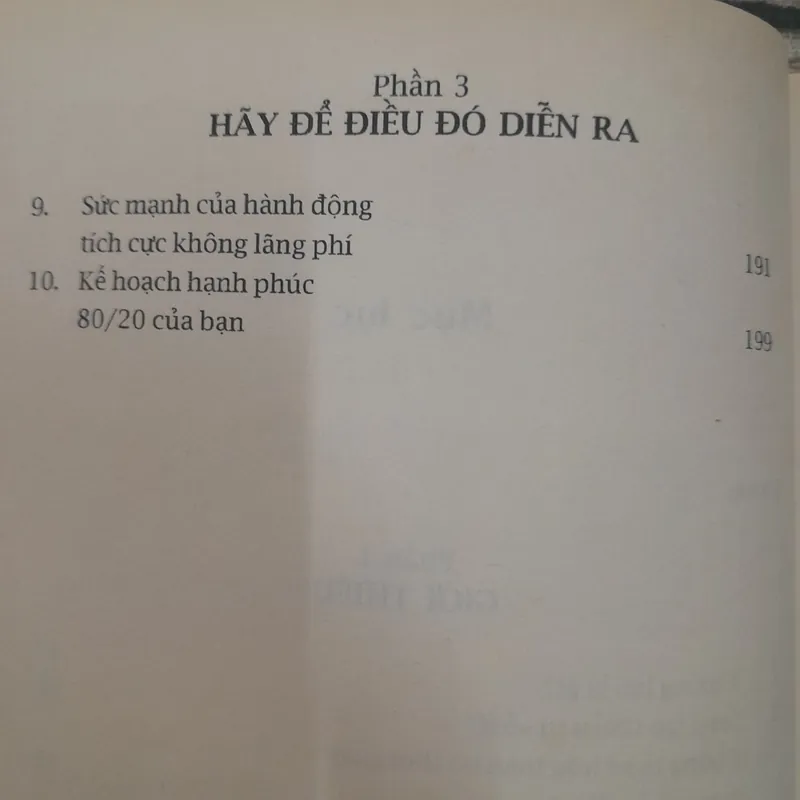 Phần 3
HÃY ĐỂ ĐIỀU ĐÓ DIỄN RA
9. Sức mạnh của hành động
tích cực không lãng phí 191
10. Kế hoạch hạnh phúc
80/20 của bạn 199